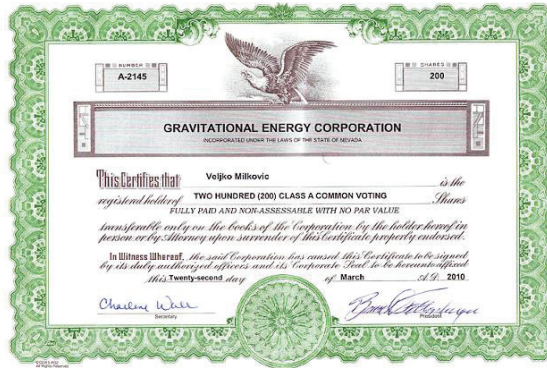 NUMBER
A-2145
SHARES
200
GRAVITATIONAL ENERGY CORPORATION
INCORPORATED UNDER THE LAWS OF THE STATE OF NEVADA
This Certifies that Veljko Milkovic is the
registered holder of TWO HUNDRED (200) CLASS A COMMON VOTING Shares
FULLY PAID AND NON-ASSESSABLE WITH NO PAR VALUE
transferable only on the books of the Corporation by the holder hereof in
person or by Attorney upon surrender of this Certificate properly endorsed.
In Witness Whereof, the said Corporation has caused this Certificate to be signed
by its duly authorized officers and its Corporate Seal to be hereunto affixed
this Twenty-second day of March A.D. 2010
Charlene Wall
Secretary
President
All Rights Reserved